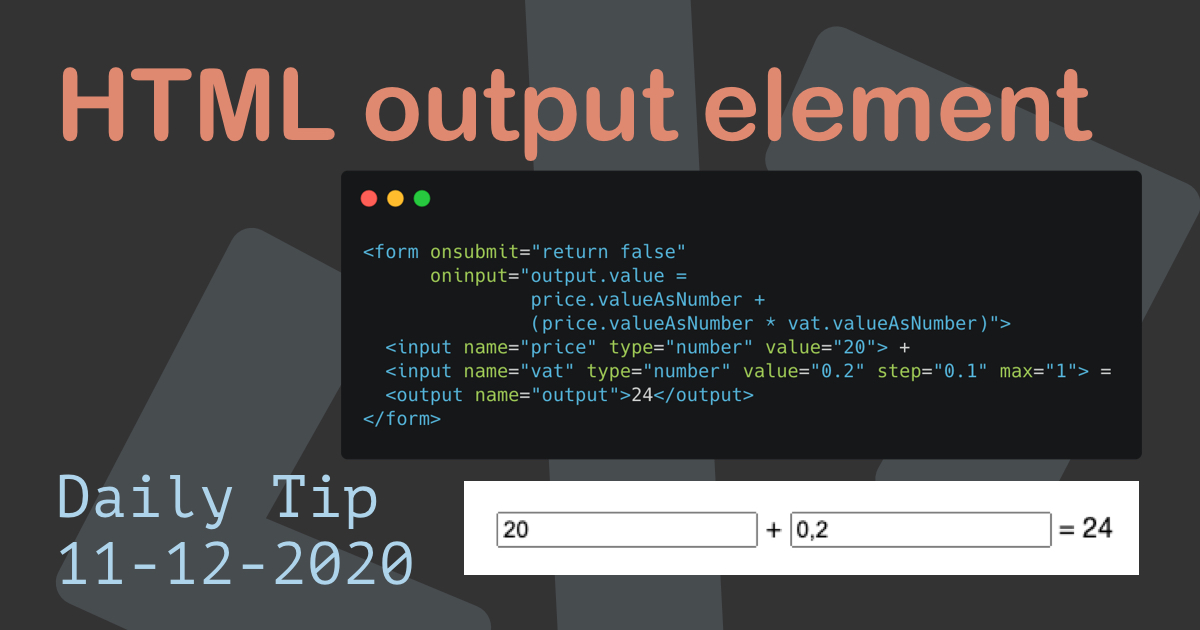 HTML output element
<form onsubmit="return false"
      oninput="output.value =
               price.valueAsNumber +
               (price.valueAsNumber * vat.valueAsNumber)">
  <input name="price" type="number" value="20"> +
  <input name="vat" type="number" value="0.2" step="0.1" max="1"> =
  <output name="output">24</output>
</form>
Daily Tip
11-12-2020
20 + 0,2 = 24